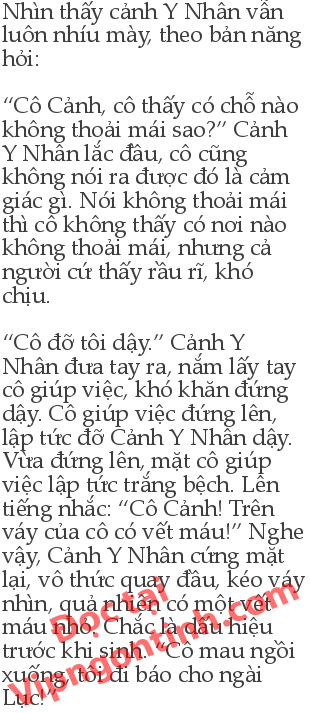 Nhìn thấy cảnh Y Nhân vẫn
luôn nhíu mày, theo bản năng
hỏi:
“Cô Cảnh, cô thấy có chỗ nào
không thoải mái sao?” Cảnh
Y Nhân lắc đầu, cô cũng
không nói ra được đó là cảm
giác gì. Nói không thoải mái
thì cô không thấy có nơi nào
không thoải mái, nhưng cả
người cứ thấy rầu rĩ, khó
chịu.
“Cô đỡ tôi dậy.” Cảnh Y
Nhân đưa tay ra, nắm lấy tay
cô giúp việc, khó khăn đứng
dậy. Cô giúp việc đứng lên,
lập tức đỡ Cảnh Y Nhân dậy.
Vừa đứng lên, mặt cô giúp
việc lập tức trắng bệch. Lên
tiếng nhắc: “Cô Cảnh! Trên
váy của cô có vết máu!” Nghe
vậy, Cảnh Y Nhân cứng mặt
lại, vô thức quay đầu, kéo váy
nhìn, quả nhiên có một vết
máu nhỏ. Chắc là dấu hiệu
trước khi sinh. “Cô mau ngồi
xuống, tôi đi báo cho ngài
Lục!”
Đọc tại
Vipngontinh.com